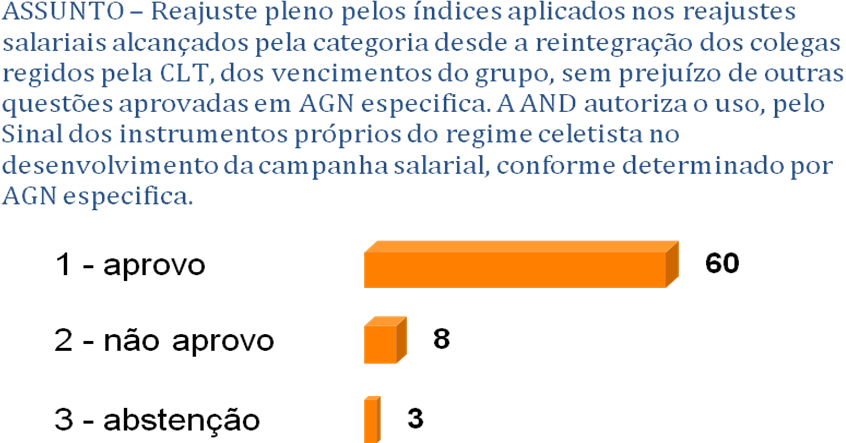 ASSUNTO – Reajuste pleno pelos índices aplicados nos reajustes
salariais alcançados pela categoria desde a reintegração dos colegas
regidos pela CLT, dos vencimentos do grupo, sem prejuízo de outras
questões aprovadas em AGN especifica. A AND autoriza o uso, pelo
Sinal dos instrumentos próprios do regime celetista no
desenvolvimento da campanha salarial, conforme determinado por
AGN especifica.
1 - aprovo 60
2 - não aprovo 8
3 - abstenção 3